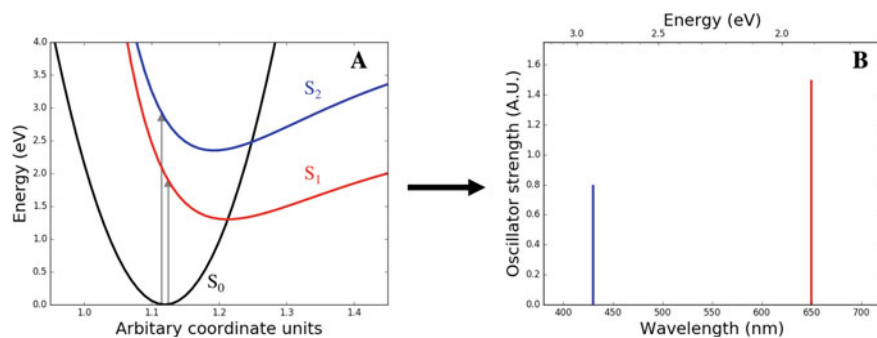 A
4.0
3.5
3.0
2.5
2.0
1.5
1.0
0.5
0.0
Energy (eV)
S2
S1
S0
1.0 1.1 1.2 1.3 1.4
Arbitary coordinate units
Energy (eV)
3.0 2.5 2.0
B
1.6
1.4
1.2
1.0
0.8
0.6
0.4
0.2
0.0
Oscillator strength (A.U.)
400 450 500 550 600 650 700
Wavelength (nm)